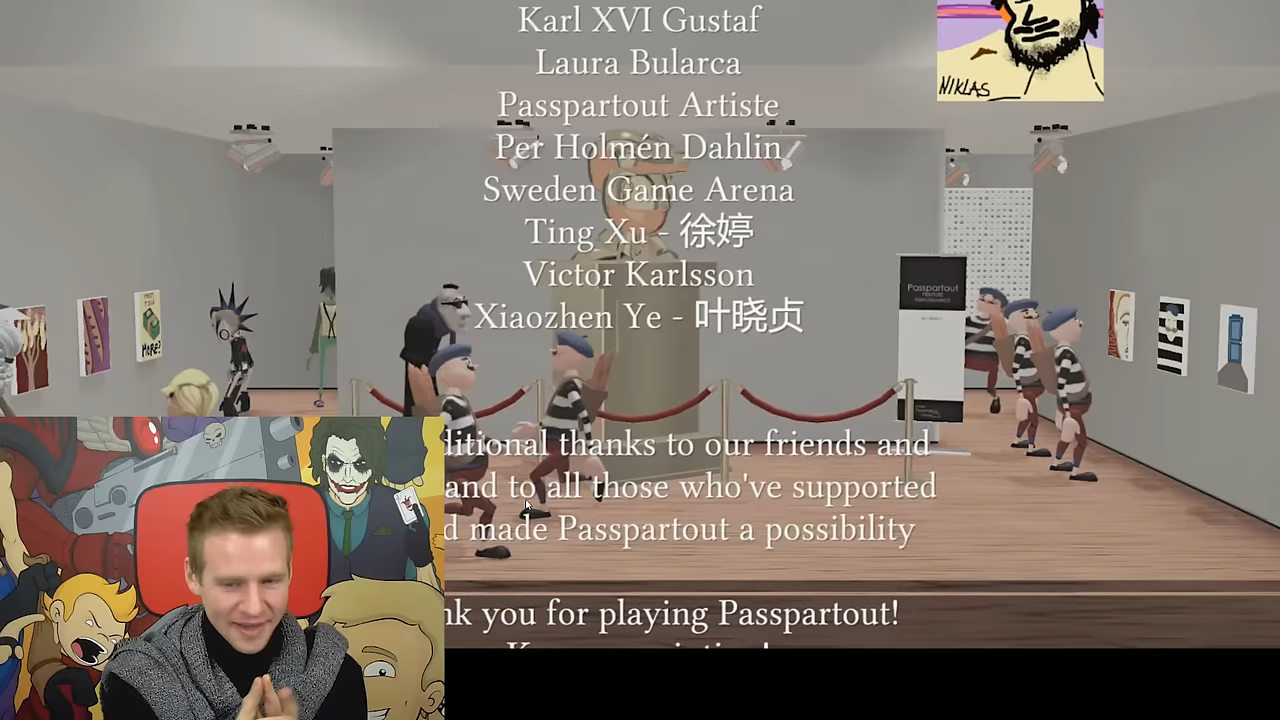 Karl XVI Gustaf
Laura Bularca
Passpartout Artiste
Per Holmén Dahlin
Sweden Game Arena
Ting Xu - 徐婷
Victor Karlsson
Xiaozhen Ye - 叶晓贞
ditional thanks to our friends and
and to all those who've supported
d made Passpartout a possibility
nk you for playing Passpartout!
NIKLAS
Passpartout
MORE?